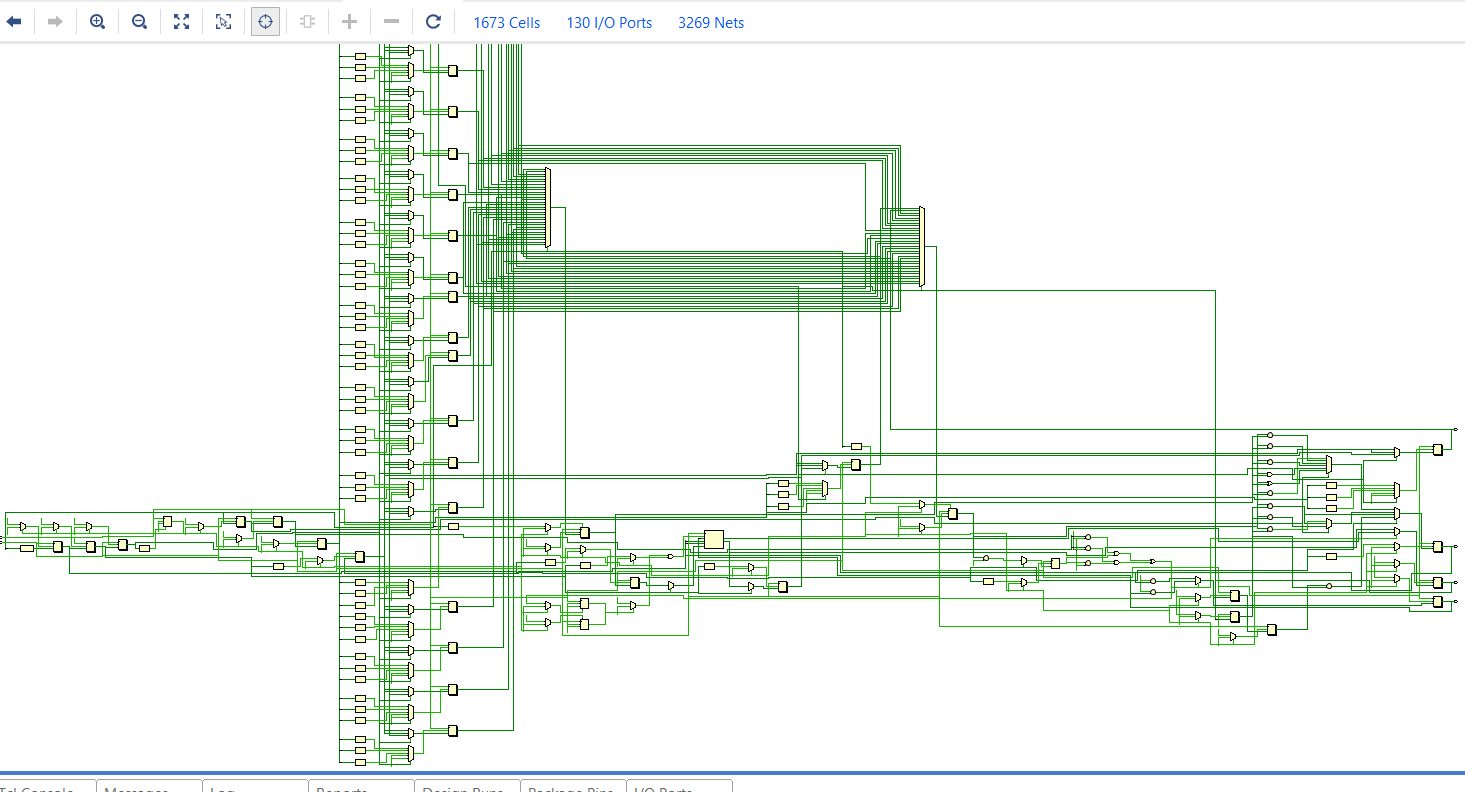 1673 Cells 130 I/O Ports 3269 Nets
Tcl Console Messages Log Reports Design Runs Package Pins I/O Ports